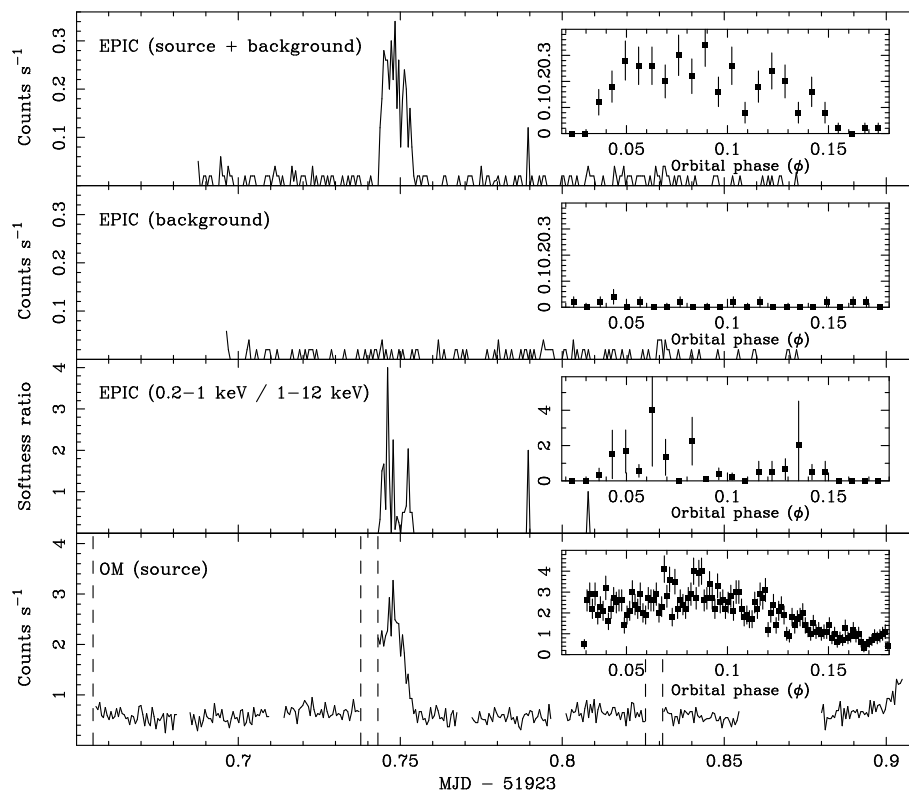 EPIC (source + background)
Counts s⁻¹
0.1 0.2 0.3
0 0.1 0.2 0.3
0.05 0.1 0.15
Orbital phase (ϕ)
EPIC (background)
Counts s⁻¹
0.1 0.2 0.3
0 0.1 0.2 0.3
0.05 0.1 0.15
Orbital phase (ϕ)
EPIC (0.2–1 keV / 1–12 keV)
Softness ratio
1 2 3 4
0 2 4
0.05 0.1 0.15
Orbital phase (ϕ)
OM (source)
Counts s⁻¹
1 2 3 4
0 1 2 3 4
0.05 0.1 0.15
Orbital phase (ϕ)
0.7 0.75 0.8 0.85 0.9
MJD – 51923